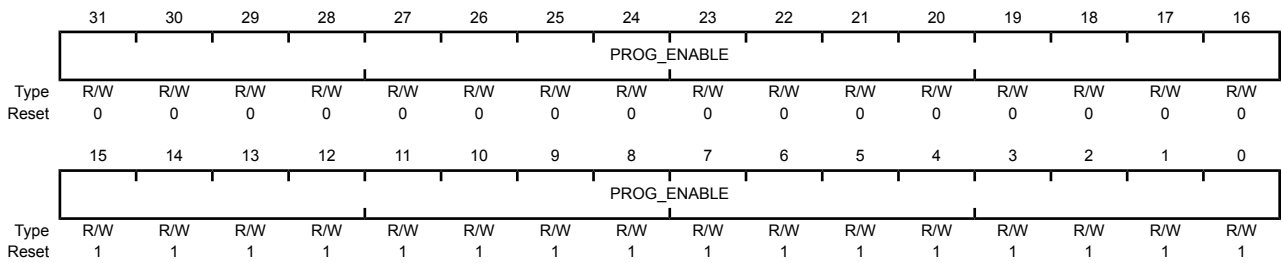 31 30 29 28 27 26 25 24 23 22 21 20 19 18 17 16
PROG_ENABLE
Type R/W R/W R/W R/W R/W R/W R/W R/W R/W R/W R/W R/W R/W R/W R/W R/W
Reset 0 0 0 0 0 0 0 0 0 0 0 0 0 0 0 0
15 14 13 12 11 10 9 8 7 6 5 4 3 2 1 0
PROG_ENABLE
Type R/W R/W R/W R/W R/W R/W R/W R/W R/W R/W R/W R/W R/W R/W R/W R/W
Reset 1 1 1 1 1 1 1 1 1 1 1 1 1 1 1 1